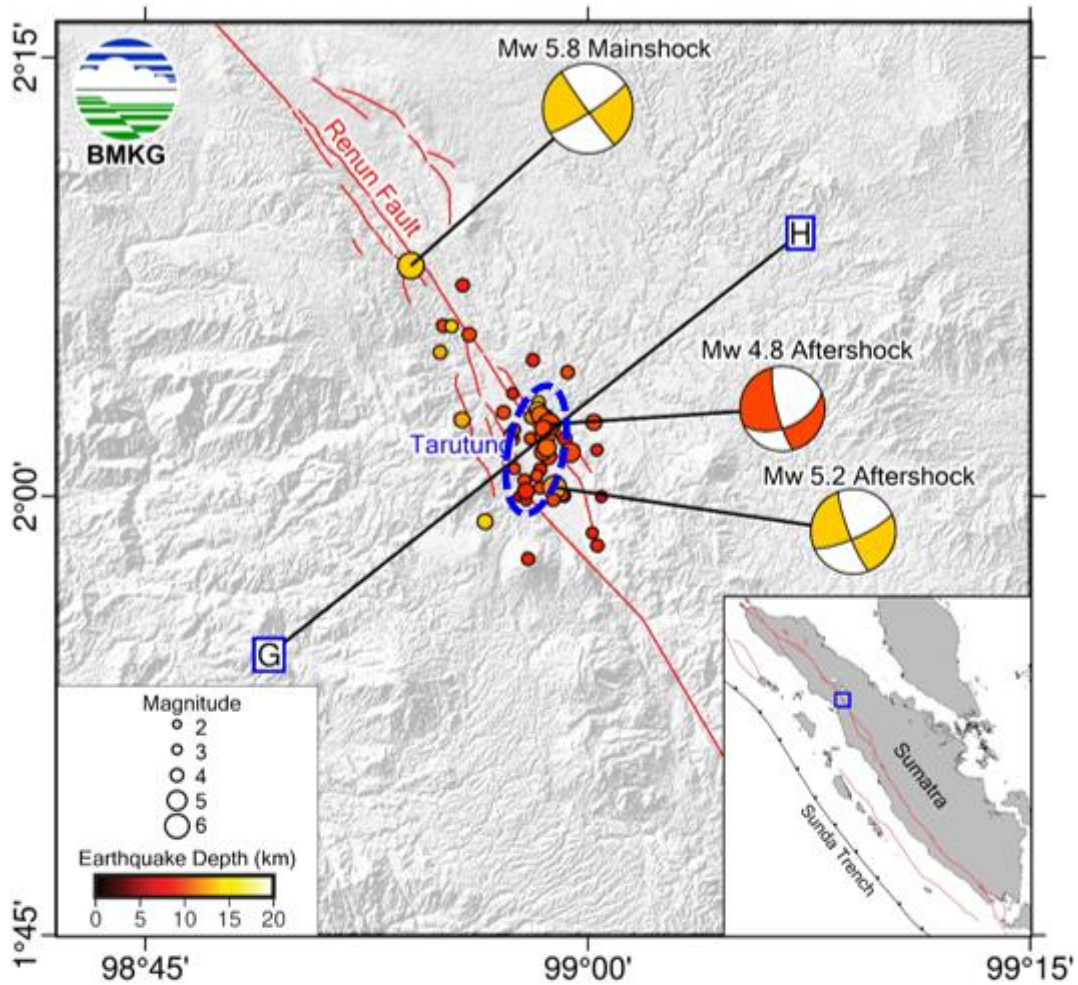 Mw 5.8 Mainshock
2°15'
BMKG
Renun Fault
H
Mw 4.8 Aftershock
Tarutung
Mw 5.2 Aftershock
2°00'
G
Magnitude
2
3
4
5
6
Earthquake Depth (km)
0 5 10 15 20
Sumatra
Sunda Trench
1°45'
98°45' 99°00' 99°15'